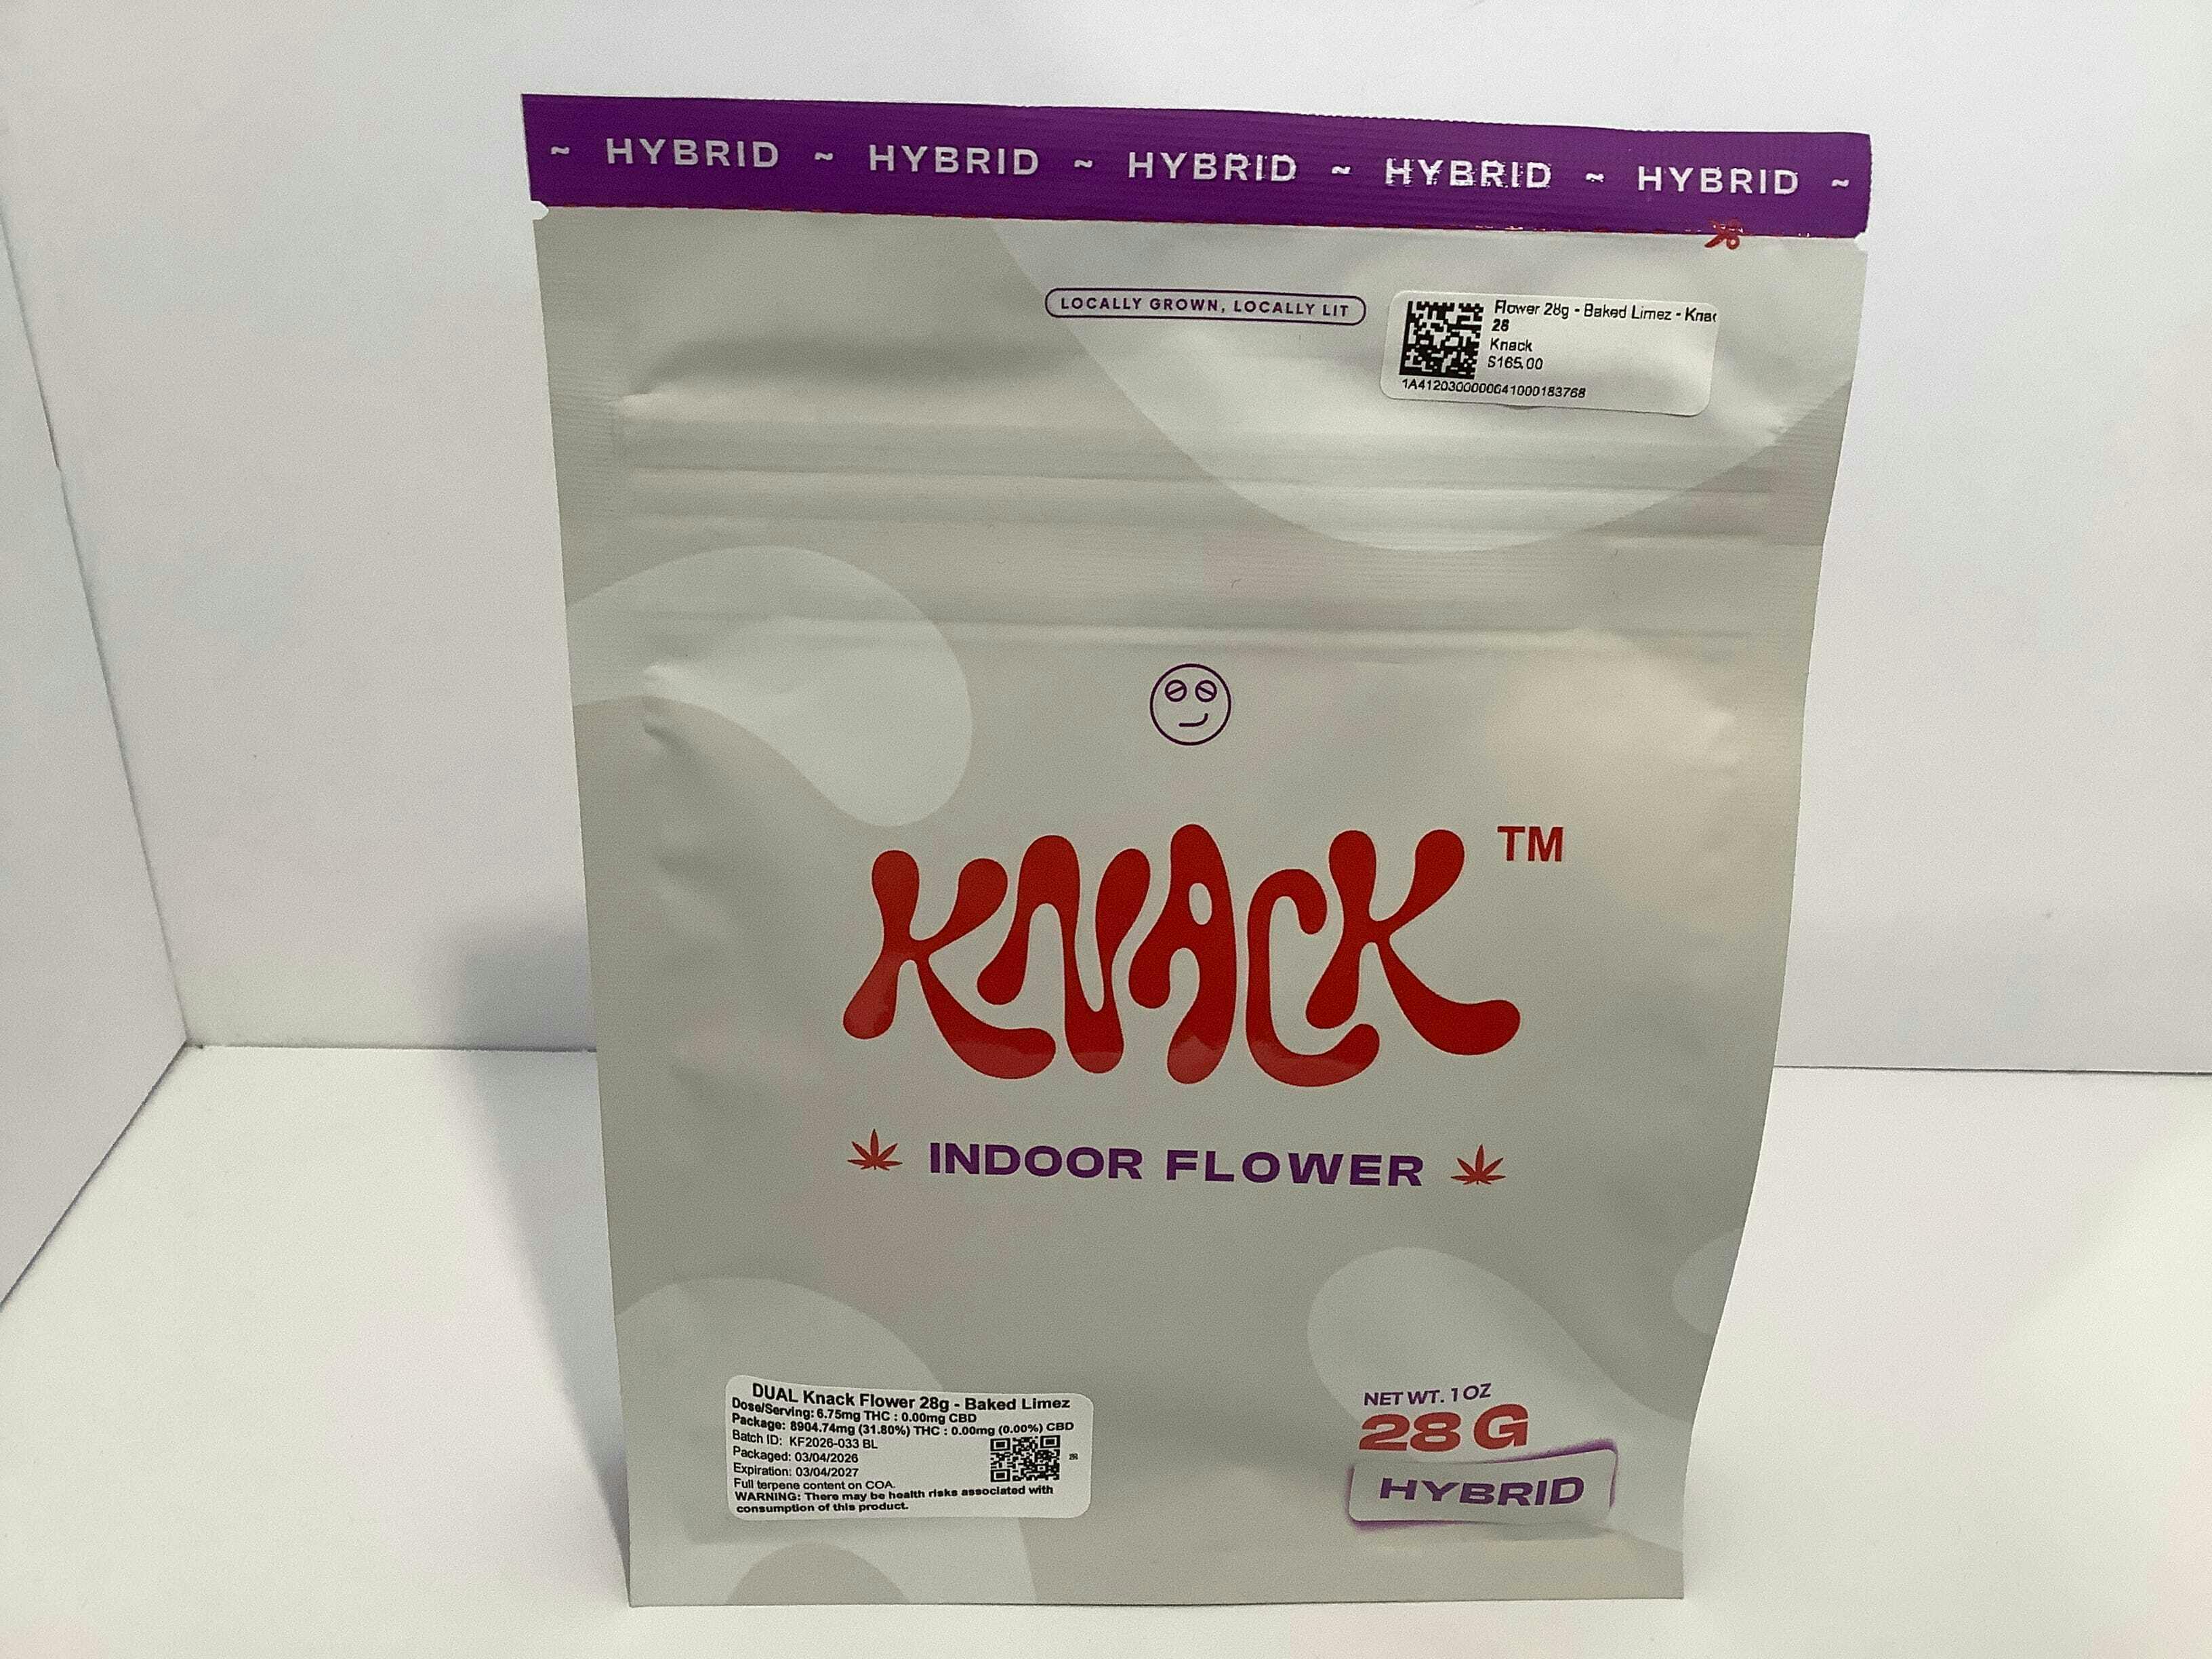 ~ HYBRID ~ HYBRID ~ HYBRID ~ HYBRID ~ HYBRID ~
LOCALLY GROWN, LOCALLY LIT
Flower 28g - Baked Limez - Knac
28
Knack
$165.00
1A4120300000641000183768
KNACK TM
INDOOR FLOWER
DUAL Knack Flower 28g - Baked Limez
Dose/Serving: 6.75mg THC : 0.00mg CBD
Package: 8904.74mg (31.80%) THC : 0.00mg (0.00%) CBD
Batch ID: KF2026-033 BL
Packaged: 03/04/2026
Expiration: 03/04/2027
Full terpene content on COA.
WARNING: There may be health risks associated with
consumption of this product.
NET WT. 1 OZ
28 G
HYBRID